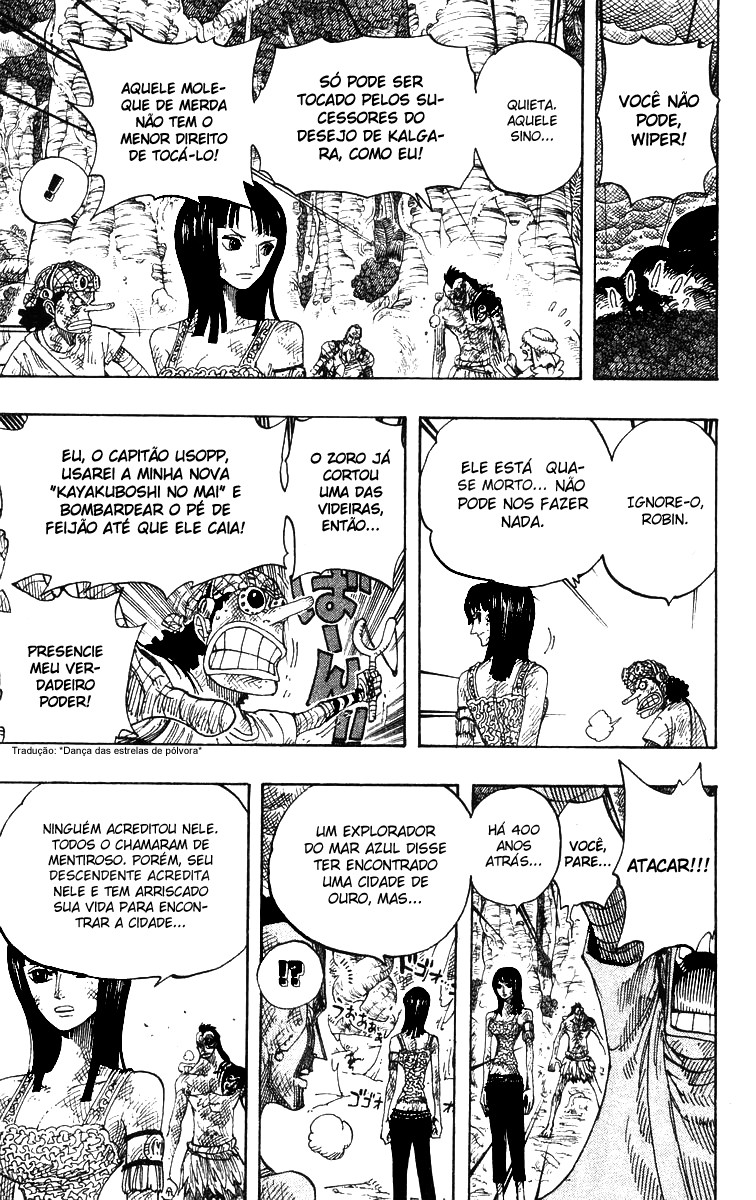 VOCÊ NÃO
PODE,
WIPER!
QUIETA.
AQUELE
SINO...
SÓ PODE SER
TOCADO PELOS SU-
CESSORES DO
DESEJO DE KALGA-
RA, COMO EU!
AQUELE MOLE-
QUE DE MERDA
NÃO TEM O
MENOR DIREITO
DE TOCÁ-LO!
!
IGNORE-O,
ROBIN.
ELE ESTÁ QUA-
SE MORTO... NÃO
PODE NOS FAZER
NADA.
O ZORO JÁ
CORTOU
UMA DAS
VIDEIRAS,
ENTÃO...
EU, O CAPITÃO USOPP,
USAREI A MINHA NOVA
"KAYAKUBOSHI NO MAI" E
BOMBARDEAR O PÉ DE
FEIJÃO ATÉ QUE ELE CAIA!
ばーん!!
PRESENCIE
MEU VER-
DADEIRO
PODER!
Tradução: "Dança das estrelas de pólvora"
ATACAR!!!
VOCÊ,
PARE...
HÁ 400
ANOS
ATRÁS...
UM EXPLORADOR
DO MAR AZUL DISSE
TER ENCONTRADO
UMA CIDADE DE
OURO, MAS...
!?
NINGUÉM ACREDITOU NELE.
TODOS O CHAMARAM DE
MENTIROSO. PORÉM, SEU
DESCENDENTE ACREDITA
NELE E TEM ARRISCADO
SUA VIDA PARA ENCON-
TRAR A CIDADE...